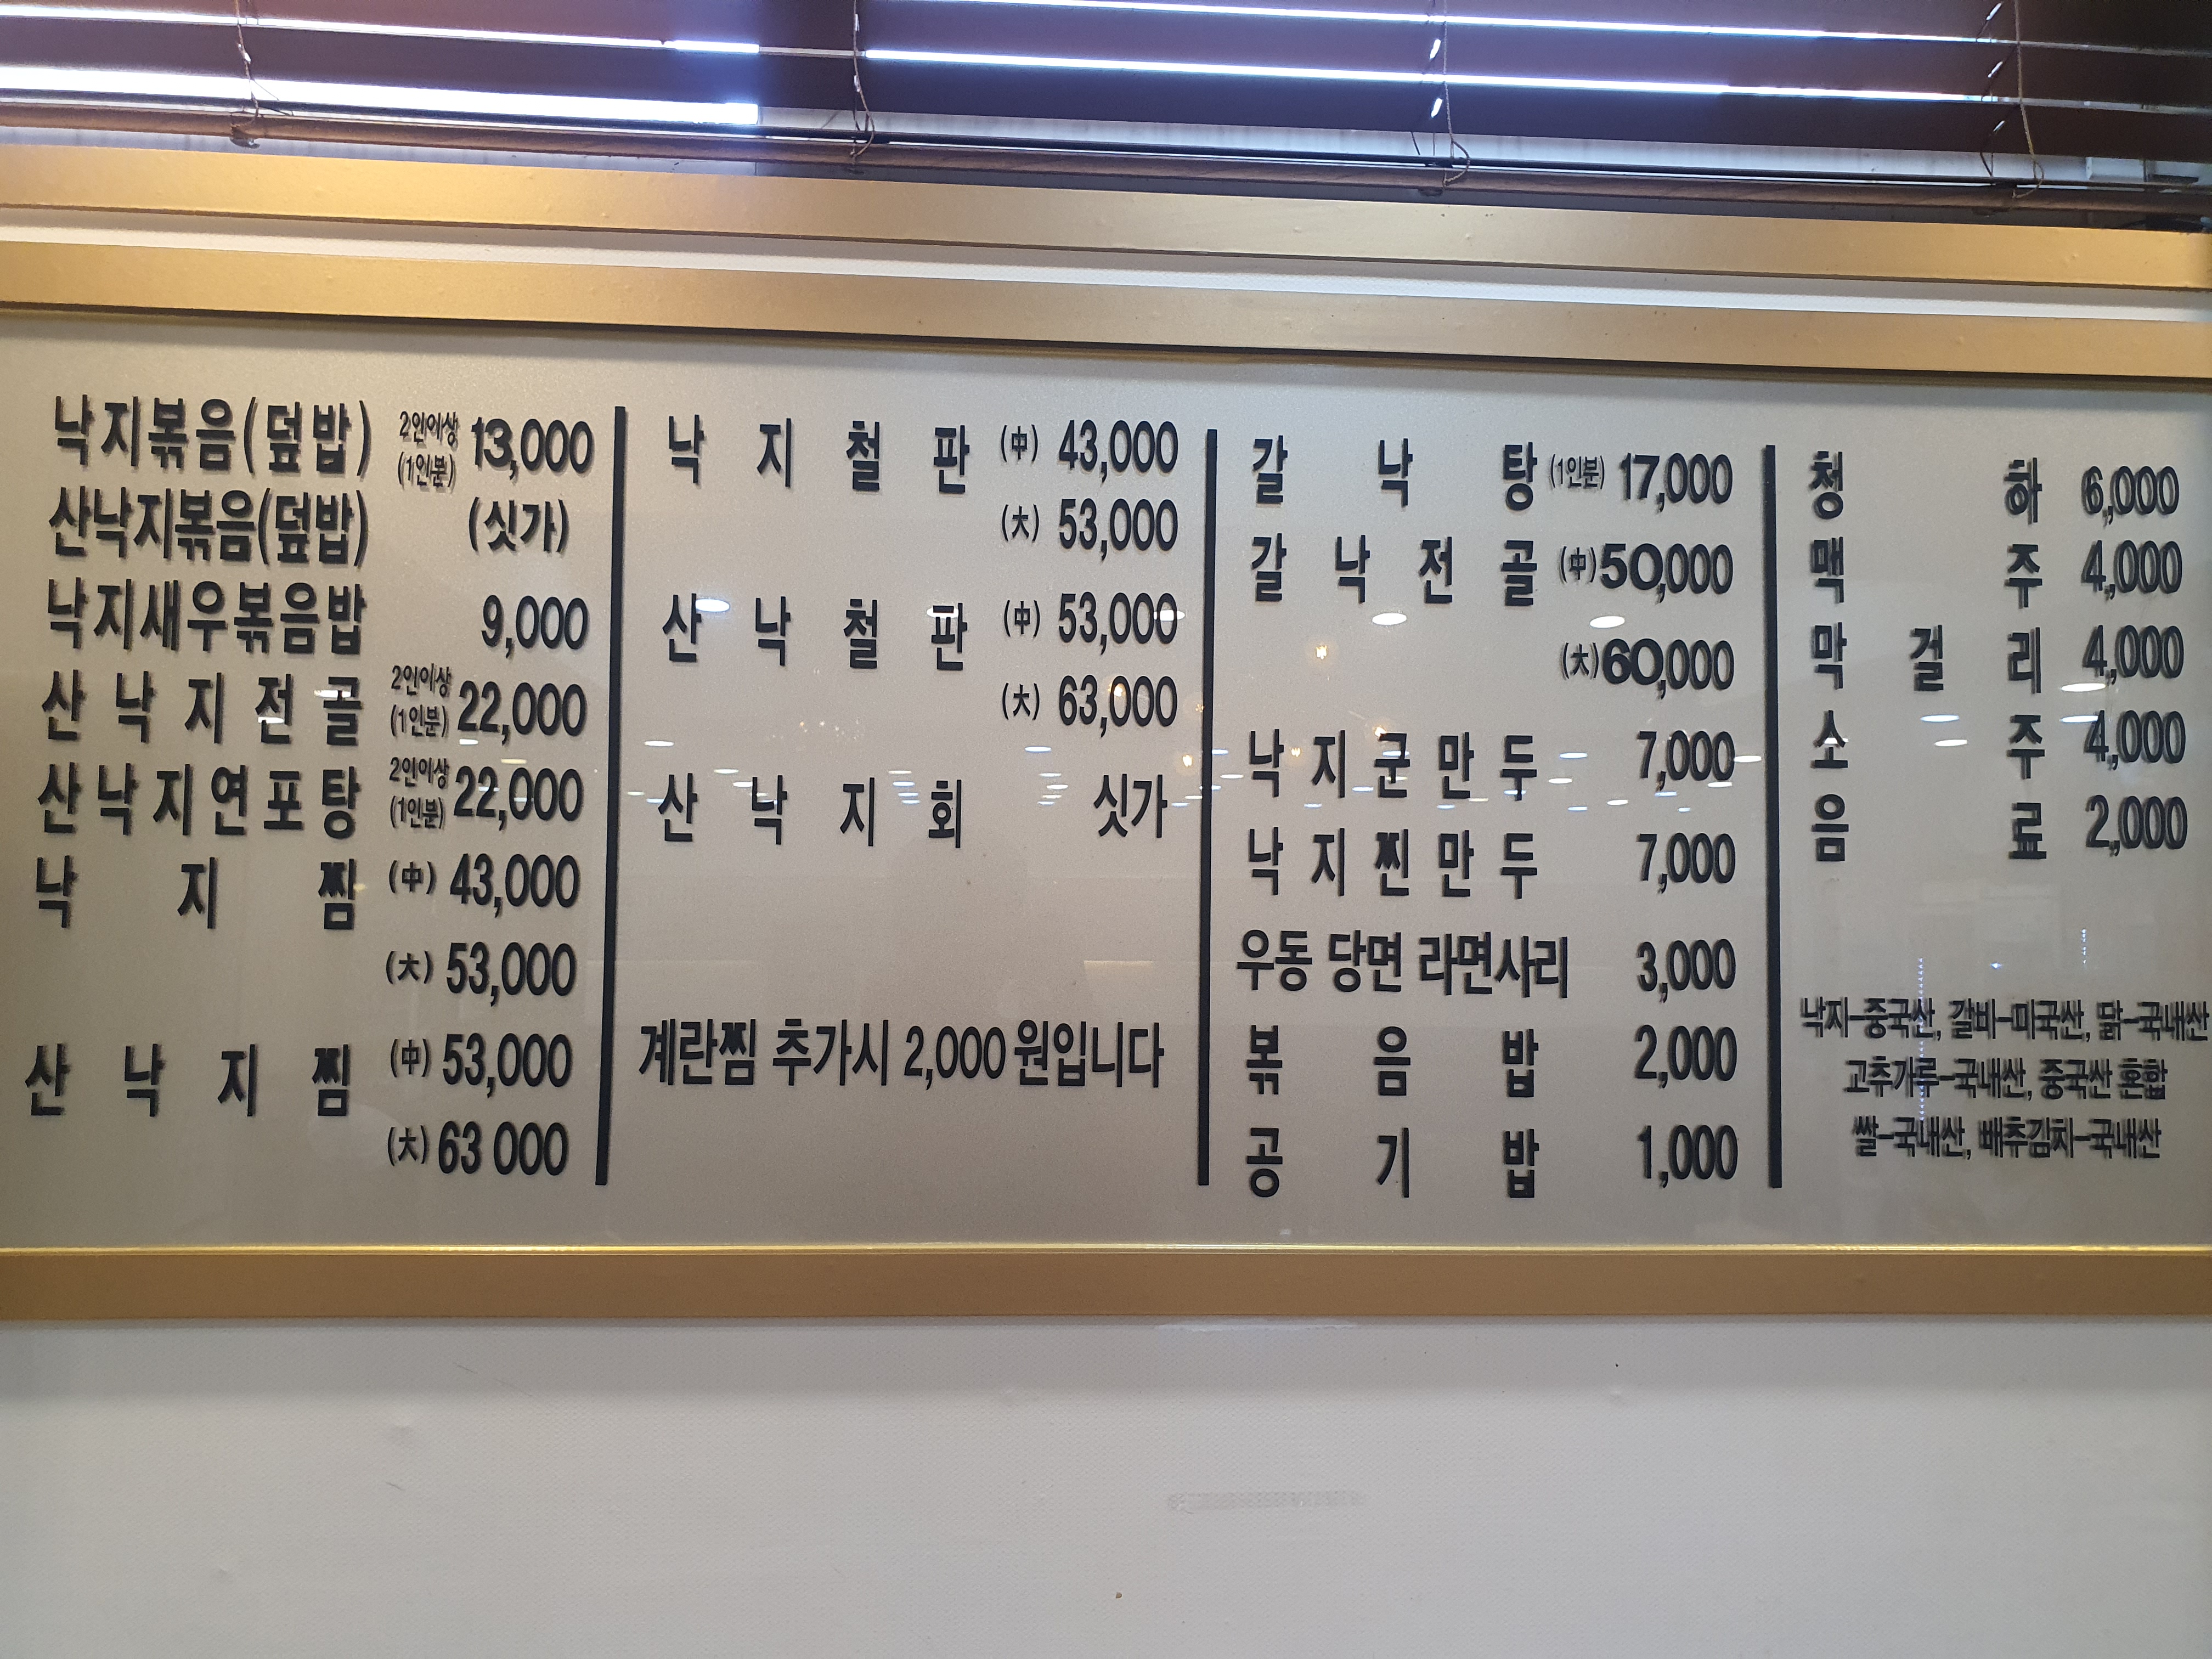 낙지볶음(덮밥) 2인이상 (1인분) 13,000
산낙지볶음(덮밥) (싯가)
낙지새우볶음밥 9,000
산낙지전골 2인이상 (1인분) 22,000
산낙지연포탕 2인이상 (1인분) 22,000
낙지찜 (中) 43,000
(大) 53,000
산낙지찜 (中) 53,000
(大) 63 000
낙지철판 (中) 43,000
(大) 53,000
산낙철판 (中) 53,000
(大) 63,000
산낙지회 싯가
계란찜 추가시 2,000원입니다
갈낙탕 (1인분) 17,000
갈낙전골 (中) 50,000
(大) 60,000
낙지군만두 7,000
낙지찐만두 7,000
우동 당면 라면사리 3,000
볶음밥 2,000
공기밥 1,000
청하 6,000
맥주 4,000
막걸리 4,000
소주 4,000
음료 2,000
낙지-중국산, 갈비-미국산, 닭-국내산
고추가루-국내산, 중국산 혼합
쌀-국내산, 배추김치-국내산